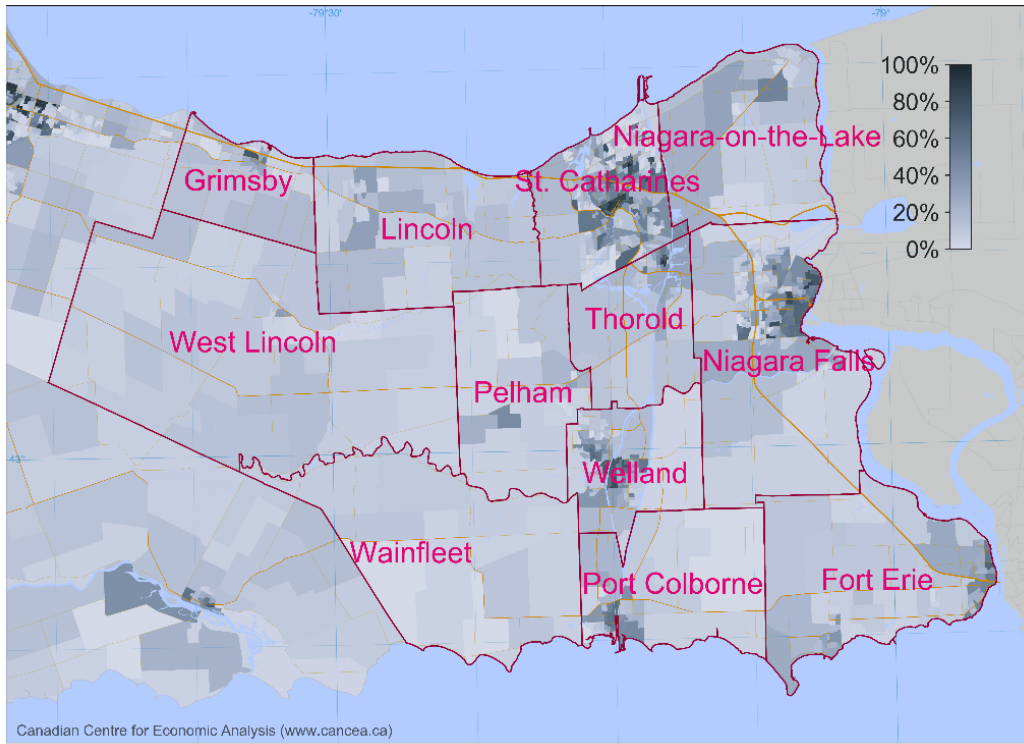 -79°30'
-79°
100%
80%
60%
40%
20%
0%
Niagara-on-the-Lake
Grimsby
St. Catharines
Lincoln
Thorold
West Lincoln
Niagara Falls
Pelham
43°
Welland
Wainfleet
Port Colborne
Fort Erie
Canadian Centre for Economic Analysis (www.cancea.ca)